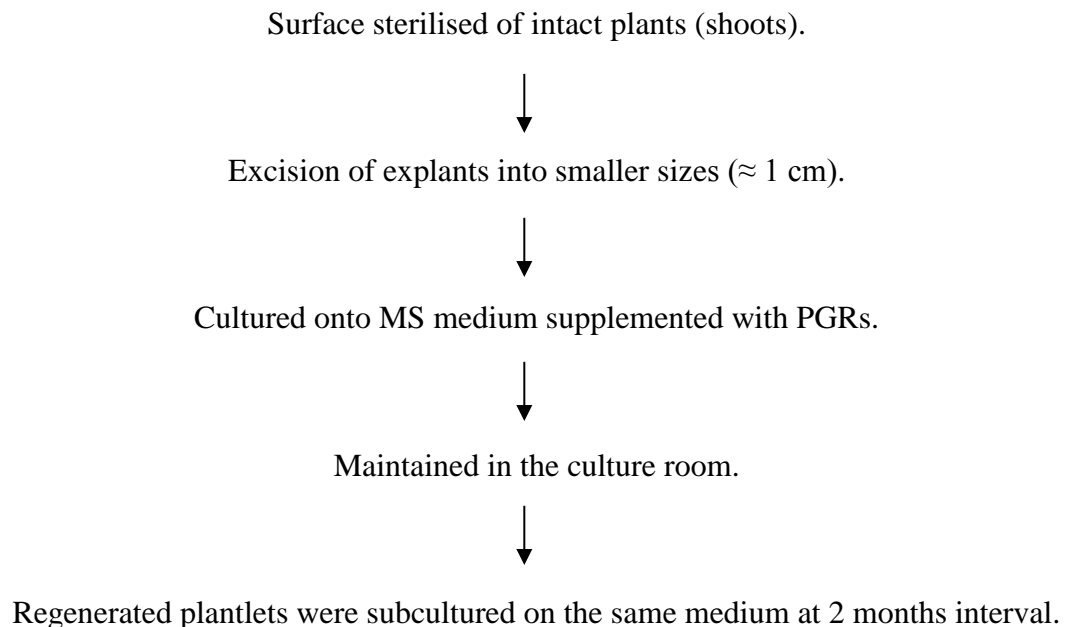 Surface sterilised of intact plants (shoots).
Excision of explants into smaller sizes (≈ 1 cm).
Cultured onto MS medium supplemented with PGRs.
Maintained in the culture room.
Regenerated plantlets were subcultured on the same medium at 2 months interval.